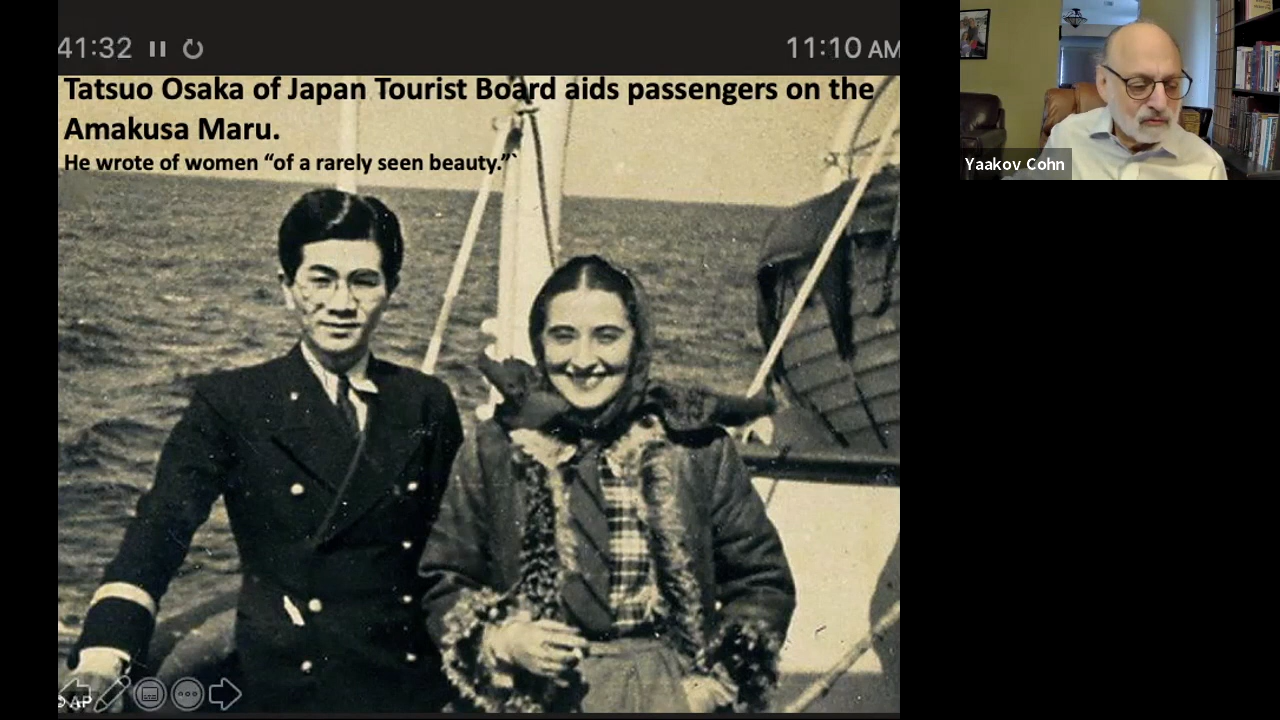 41:32
11:10 AM
Tatsuo Osaka of Japan Tourist Board aids passengers on the
Amakusa Maru.
He wrote of women “of a rarely seen beauty.”`
Yaakov Cohn
AP